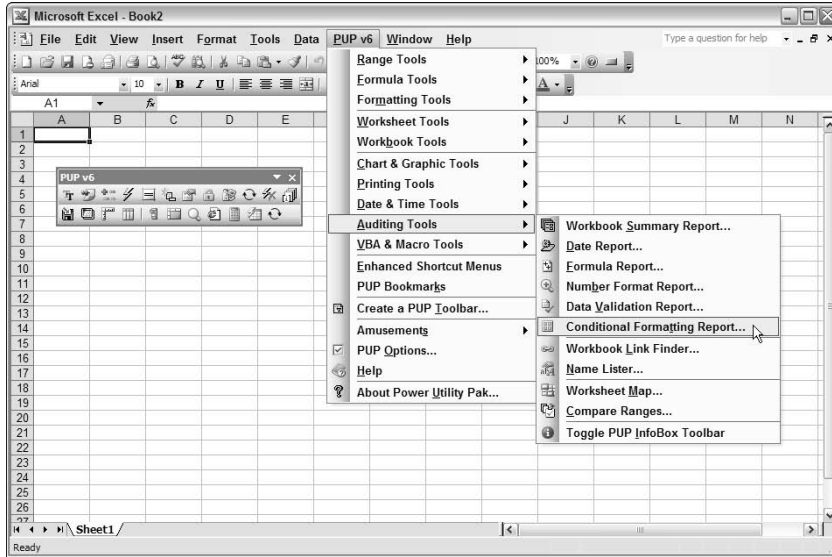 Microsoft Excel - Book2
File Edit View Insert Format Tools Data PUP v6 Window Help
Type a question for help
100%
Arial 10 B I U A
A1 fx
A B C D E J K L M N
1
2
3
4
5
6
7
8
9
10
11
12
13
14
15
16
17
18
19
20
21
22
23
24
25
26
27
PUP v6
Range Tools
Formula Tools
Formatting Tools
Worksheet Tools
Workbook Tools
Chart & Graphic Tools
Printing Tools
Date & Time Tools
Auditing Tools
VBA & Macro Tools
Enhanced Shortcut Menus
PUP Bookmarks
Create a PUP Toolbar...
Amusements
PUP Options...
Help
About Power Utility Pak...
Workbook Summary Report...
Date Report...
Formula Report...
Number Format Report...
Data Validation Report...
Conditional Formatting Report...
Workbook Link Finder...
Name Lister...
Worksheet Map...
Compare Ranges...
Toggle PUP InfoBox Toolbar
Sheet1
Ready